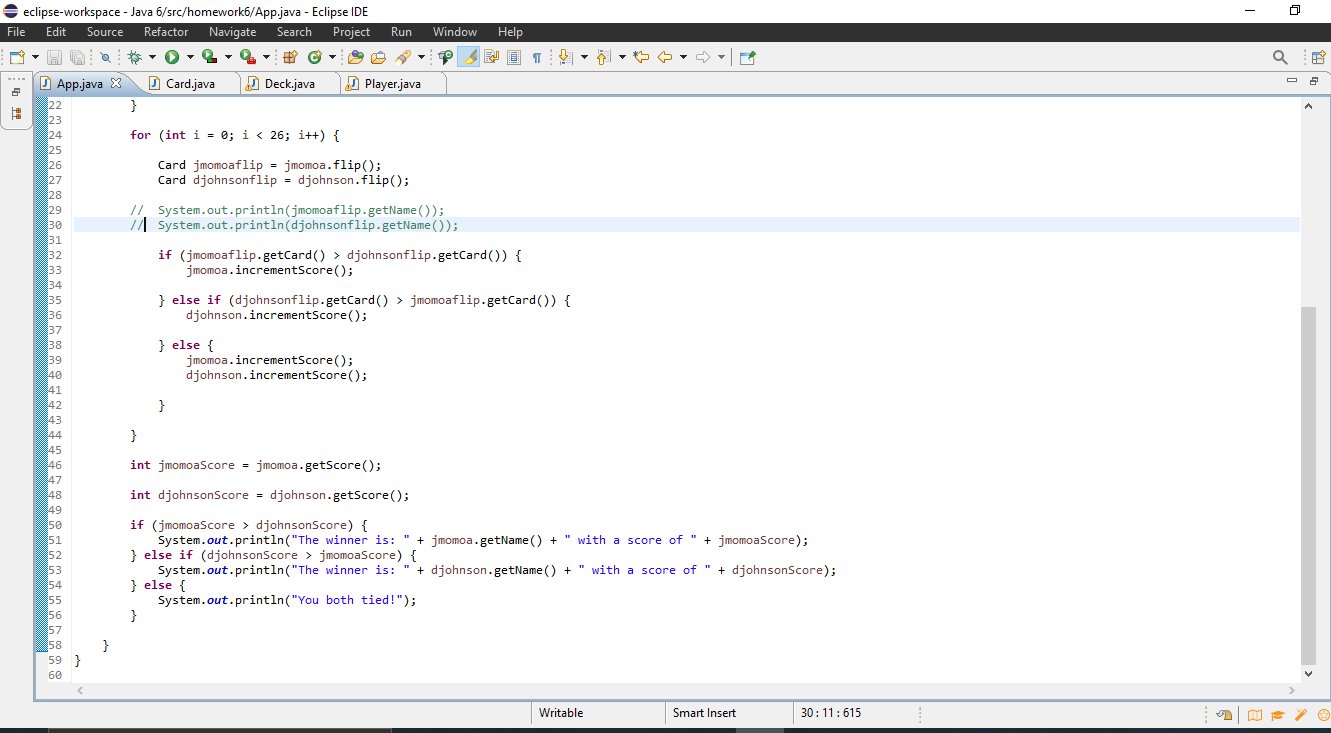 eclipse-workspace - Java 6/src/homework6/App.java - Eclipse IDE
File Edit Source Refactor Navigate Search Project Run Window Help
App.java Card.java Deck.java Player.java
22 }
23
24 for (int i = 0; i < 26; i++) {
25
26 Card jmomoaflip = jmomoa.flip();
27 Card djohnsonflip = djohnson.flip();
28
29 // System.out.println(jmomoaflip.getName());
30 // System.out.println(djohnsonflip.getName());
31
32 if (jmomoaflip.getCard() > djohnsonflip.getCard()) {
33 jmomoa.incrementScore();
34
35 } else if (djohnsonflip.getCard() > jmomoaflip.getCard()) {
36 djohnson.incrementScore();
37
38 } else {
39 jmomoa.incrementScore();
40 djohnson.incrementScore();
41
42 }
43
44 }
45
46 int jmomoaScore = jmomoa.getScore();
47
48 int djohnsonScore = djohnson.getScore();
49
50 if (jmomoaScore > djohnsonScore) {
51 System.out.println("The winner is: " + jmomoa.getName() + " with a score of " + jmomoaScore);
52 } else if (djohnsonScore > jmomoaScore) {
53 System.out.println("The winner is: " + djohnson.getName() + " with a score of " + djohnsonScore);
54 } else {
55 System.out.println("You both tied!");
56 }
57
58 }
59 }
60
Writable Smart Insert 30 : 11 : 615